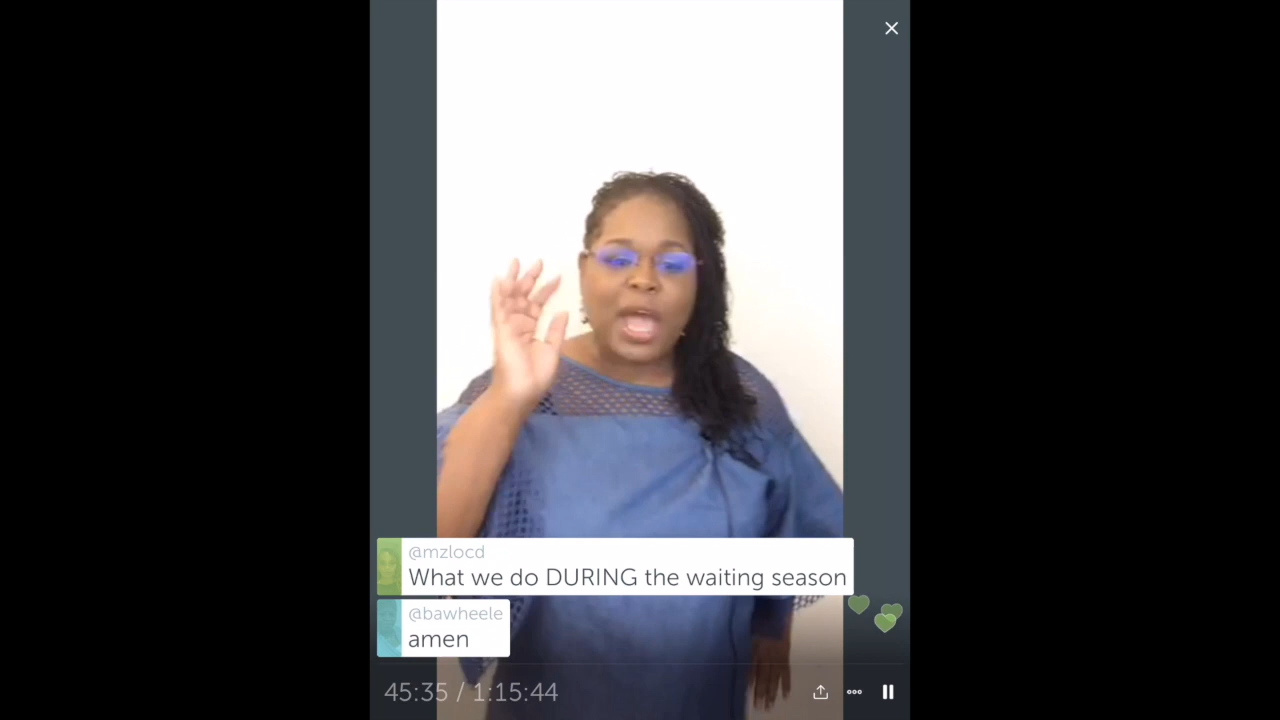 @mzlocd
What we do DURING the waiting season
@bawheele
amen
45:35 / 1:15:44